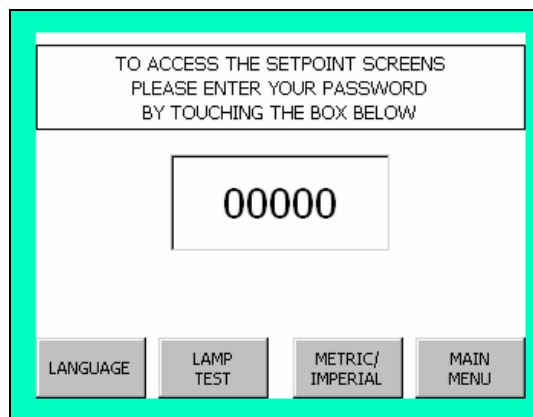 TO ACCESS THE SETPOINT SCREENS
PLEASE ENTER YOUR PASSWORD
BY TOUCHING THE BOX BELOW
00000
LANGUAGE
LAMP
TEST
METRIC/
IMPERIAL
MAIN
MENU